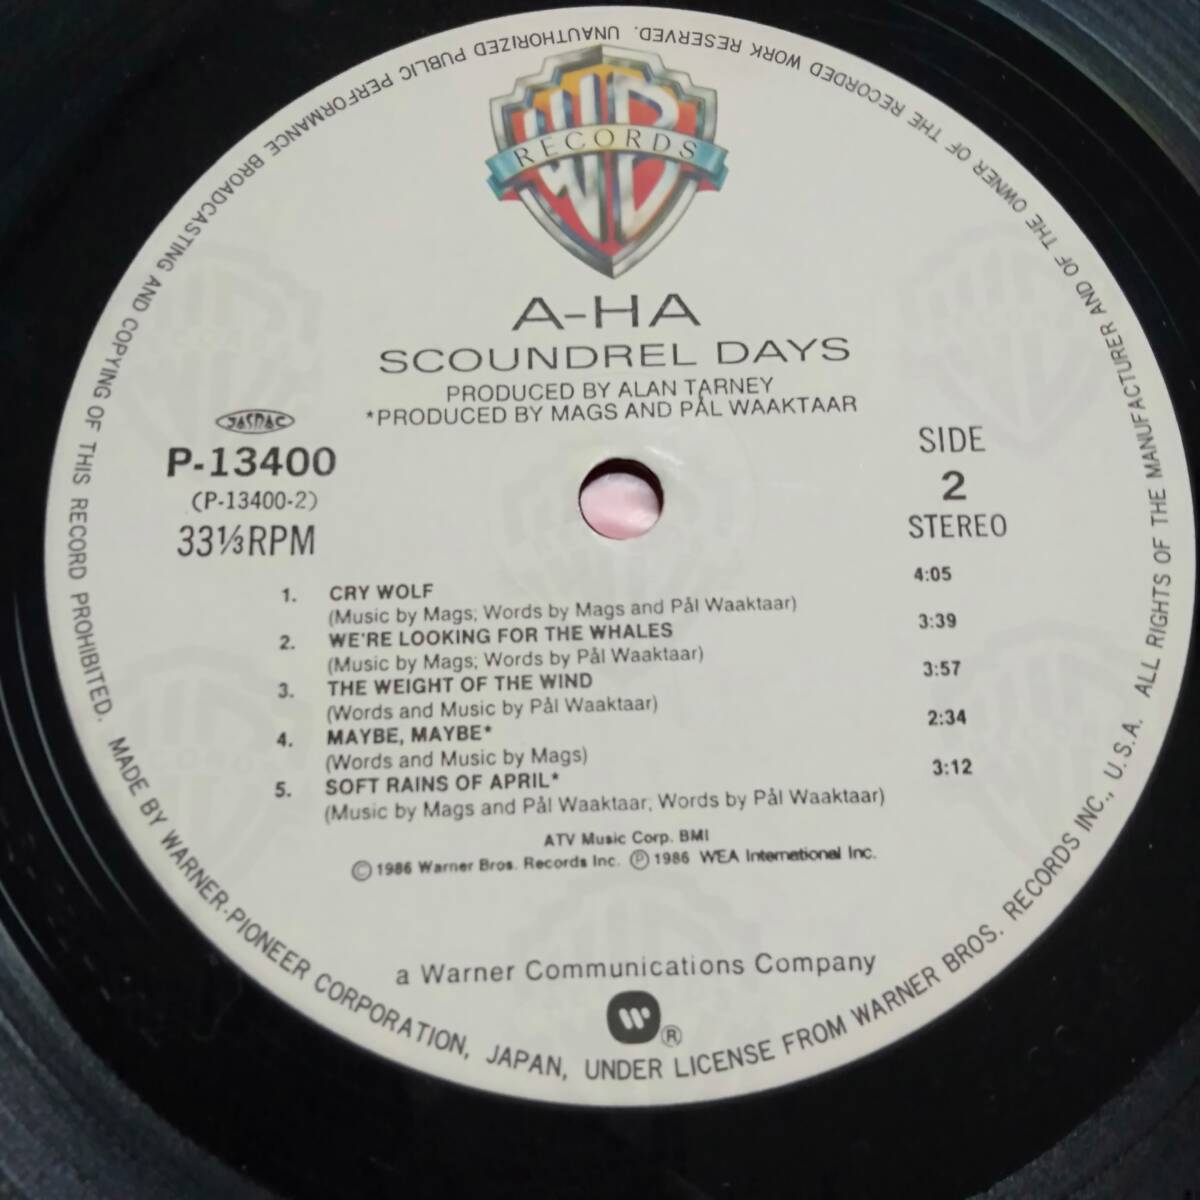 WB
RECORDS
A-HA
SCOUNDREL DAYS
PRODUCED BY ALAN TARNEY
*PRODUCED BY MAGS AND PÅL WAAKTAAR
JASRAC
P-13400
(P-13400-2)
33⅓RPM
SIDE
2
STEREO
1. CRY WOLF 4:05
(Music by Mags; Words by Mags and Pål Waaktaar)
2. WE'RE LOOKING FOR THE WHALES 3:39
(Music by Mags; Words by Pål Waaktaar)
3. THE WEIGHT OF THE WIND 3:57
(Words and Music by Pål Waaktaar)
4. MAYBE, MAYBE* 2:34
(Words and Music by Mags)
5. SOFT RAINS OF APRIL* 3:12
(Music by Mags and Pål Waaktaar; Words by Pål Waaktaar)
ATV Music Corp. BMI
Ⓒ1986 Warner Bros. Records Inc. Ⓟ1986 WEA International Inc.
a Warner Communications Company
®
MADE BY WARNER-PIONEER CORPORATION, JAPAN, UNDER LICENSE FROM WARNER BROS. RECORDS INC., U.S.A. ALL RIGHTS OF THE MANUFACTURER AND OF THE OWNER OF THE RECORDED WORK RESERVED. UNAUTHORIZED PUBLIC PERFORMANCE BROADCASTING AND COPYING OF THIS RECORD PROHIBITED.